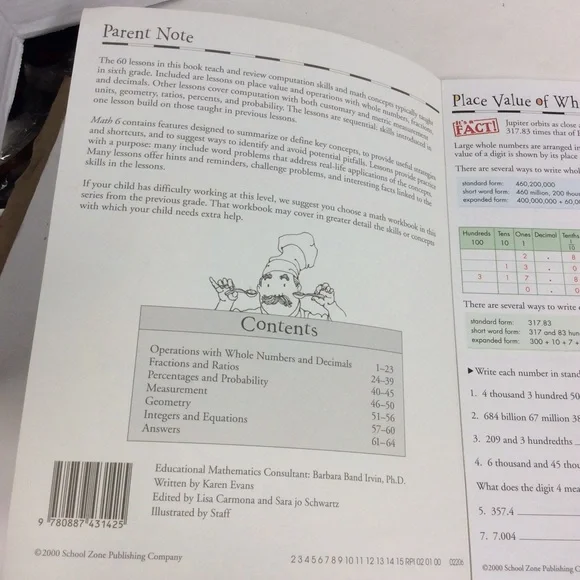 Parent Note
The 60 lessons in this book teach and review computation skills and math concepts typically taught
in sixth grade. Included are lessons on place value and operations with whole numbers, fractions,
and decimals. Other lessons cover computation with both customary and metric measurement
units, geometry, ratios, percents, and probability. The lessons are sequential: skills introduced in
one lesson build on those taught in previous lessons.
Math 6 contains features designed to summarize or define key concepts, to provide useful strategies
and shortcuts, and to suggest ways to identify and avoid potential pitfalls. Lessons provide practice
with a purpose: many include word problems that address real-life applications of the concepts.
Many lessons offer hints and reminders, challenge problems, and interesting facts linked to the
skills in the lessons.
If your child has difficulty working at this level, we suggest you choose a math workbook in this
series from the previous grade. That workbook may cover in greater detail the skills or concepts
with which your child needs extra help.
Contents
Operations with Whole Numbers and Decimals 1–23
Fractions and Ratios 24–39
Percentages and Probability 40–45
Measurement 46–50
Geometry 51–56
Integers and Equations 57–60
Answers 61–64
Educational Mathematics Consultant: Barbara Band Irvin, Ph.D.
Written by Karen Evans
Edited by Lisa Carmona and Sara jo Schwartz
Illustrated by Staff
9 780887 431425
©2000 School Zone Publishing Company
2 3 4 5 6 7 8 9 10 11 12 13 14 15 RPI 02 01 00 02206
Place Value of Wh
It's a FACT!
Jupiter orbits as close
317.83 times that of
Large whole numbers are arranged in
value of a digit is shown by its place
There are several ways to write whol
standard form: 460,200,000
short word form: 460 million, 200 thous
expanded form: 400,000,000 + 60,0
Hundreds Tens Ones Decimal Tenths
100 10 1 1/10
2 . 8
1 3 . 0
3 1 7 . 8
0 . 0
There are several ways to write
standard form: 317.83
short word form: 317 and 83 hun
expanded form: 300 + 10 + 7 +
Write each number in stand
1. 4 thousand 3 hundred 50
2. 684 billion 67 million 38
3. 209 and 3 hundredths
4. 6 thousand and 45 thou
What does the digit 4 mea
5. 357.4
7. 7.004
©2000 School Zone Publishing C